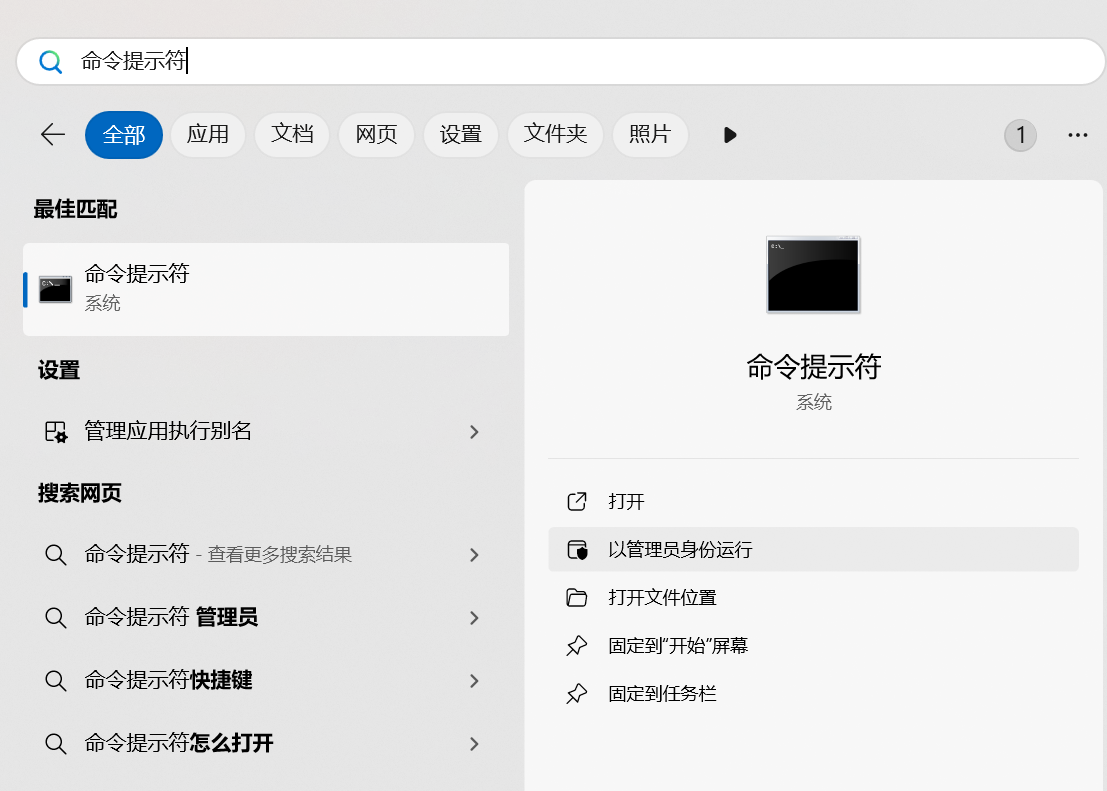 命令提示符
全部 应用 文档 网页 设置 文件夹 照片 1
最佳匹配
命令提示符
系统
设置
管理应用执行别名
搜索网页
命令提示符 - 查看更多搜索结果
命令提示符 管理员
命令提示符快捷键
命令提示符怎么打开
C:\_
命令提示符
系统
打开
以管理员身份运行
打开文件位置
固定到“开始”屏幕
固定到任务栏